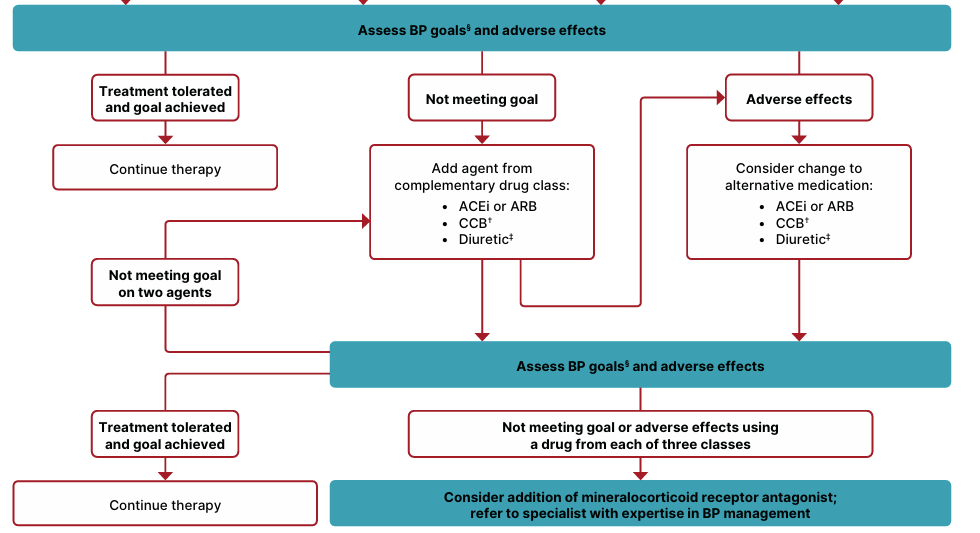 Assess BP goals§ and adverse effects
Treatment tolerated
and goal achieved
Not meeting goal
Adverse effects
Continue therapy
Add agent from
complementary drug class:
• ACEi or ARB
• CCB†
• Diuretic‡
Consider change to
alternative medication:
• ACEi or ARB
• CCB†
• Diuretic‡
Not meeting goal
on two agents
Assess BP goals§ and adverse effects
Treatment tolerated
and goal achieved
Not meeting goal or adverse effects using
a drug from each of three classes
Continue therapy
Consider addition of mineralocorticoid receptor antagonist;
refer to specialist with expertise in BP management